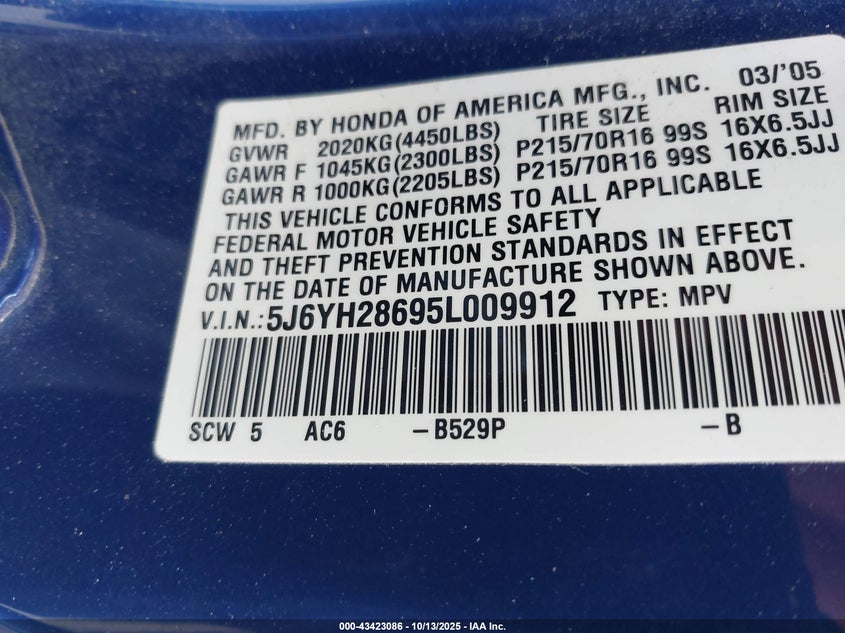 MFD. BY HONDA OF AMERICA MFG., INC. 03/'05
GVWR 2020KG(4450LBS) TIRE SIZE RIM SIZE
GAWR F 1045KG(2300LBS) P215/70R16 99S 16X6.5JJ
GAWR R 1000KG(2205LBS) P215/70R16 99S 16X6.5JJ
THIS VEHICLE CONFORMS TO ALL APPLICABLE
FEDERAL MOTOR VEHICLE SAFETY
AND THEFT PREVENTION STANDARDS IN EFFECT
ON THE DATE OF MANUFACTURE SHOWN ABOVE.
V.I.N.:5J6YH28695L009912 TYPE: MPV
SCW 5 AC6 –B529P –B
000-43423086 - 10/13/2025 - IAA Inc.